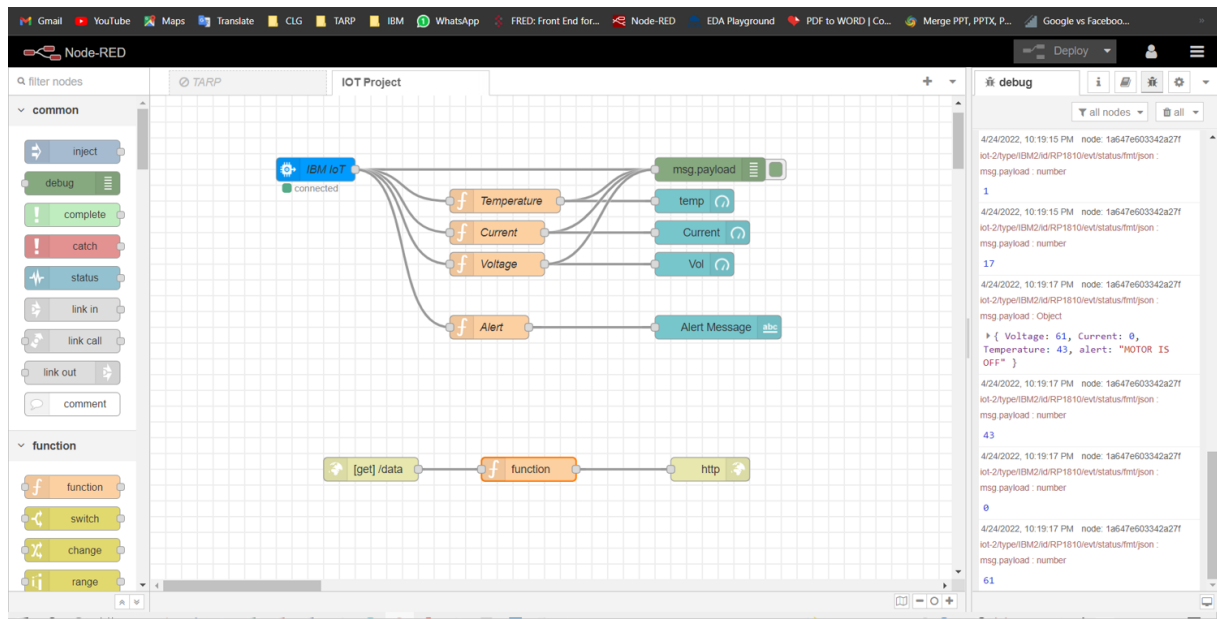 Gmail YouTube Maps Translate CLG TARP IBM WhatsApp FRED: Front End for... Node-RED EDA Playground PDF to WORD | Co... Merge PPT, PPTX, P... Google vs Faceboo...
Node-RED
Deploy
filter nodes
common
inject
debug
complete
catch
status
link in
link call
link out
comment
function
function
switch
change
range
TARP
IOT Project
IBM IoT
connected
msg.payload
Temperature
temp
Current
Current
Voltage
Vol
Alert
Alert Message
abc
[get] /data
function
http
debug
i
all nodes
all
4/24/2022, 10:19:15 PM node: 1a647e603342a27f
iot-2/type/IBM2/id/RP1810/evt/status/fmt/json :
msg.payload : number
1
4/24/2022, 10:19:15 PM node: 1a647e603342a27f
iot-2/type/IBM2/id/RP1810/evt/status/fmt/json :
msg.payload : number
17
4/24/2022, 10:19:17 PM node: 1a647e603342a27f
iot-2/type/IBM2/id/RP1810/evt/status/fmt/json :
msg.payload : Object
{ Voltage: 61, Current: 0,
Temperature: 43, alert: "MOTOR IS
OFF" }
4/24/2022, 10:19:17 PM node: 1a647e603342a27f
iot-2/type/IBM2/id/RP1810/evt/status/fmt/json :
msg.payload : number
43
4/24/2022, 10:19:17 PM node: 1a647e603342a27f
iot-2/type/IBM2/id/RP1810/evt/status/fmt/json :
msg.payload : number
0
4/24/2022, 10:19:17 PM node: 1a647e603342a27f
iot-2/type/IBM2/id/RP1810/evt/status/fmt/json :
msg.payload : number
61